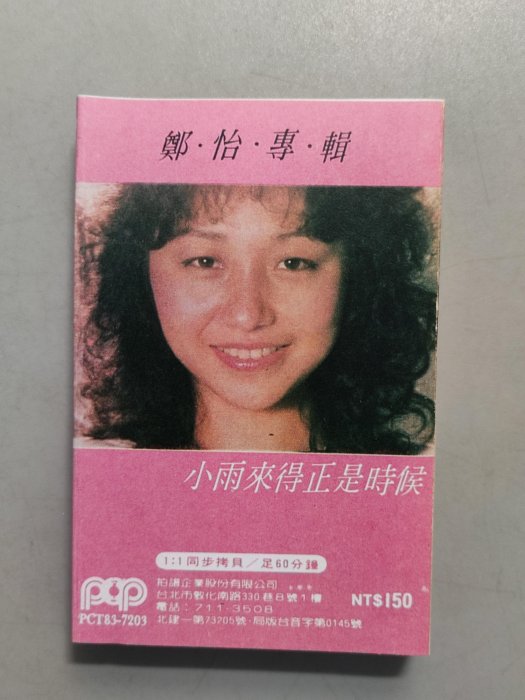 鄭·怡·專·輯
小雨來得正是時候
1:1同步拷貝／足60分鐘
拍譜企業股份有限公司
台北市敦化南路330巷8號1樓
電話：711-3508
北建一第73205號·局版台音字第0145號
NT$150
pop
PCT83-7203